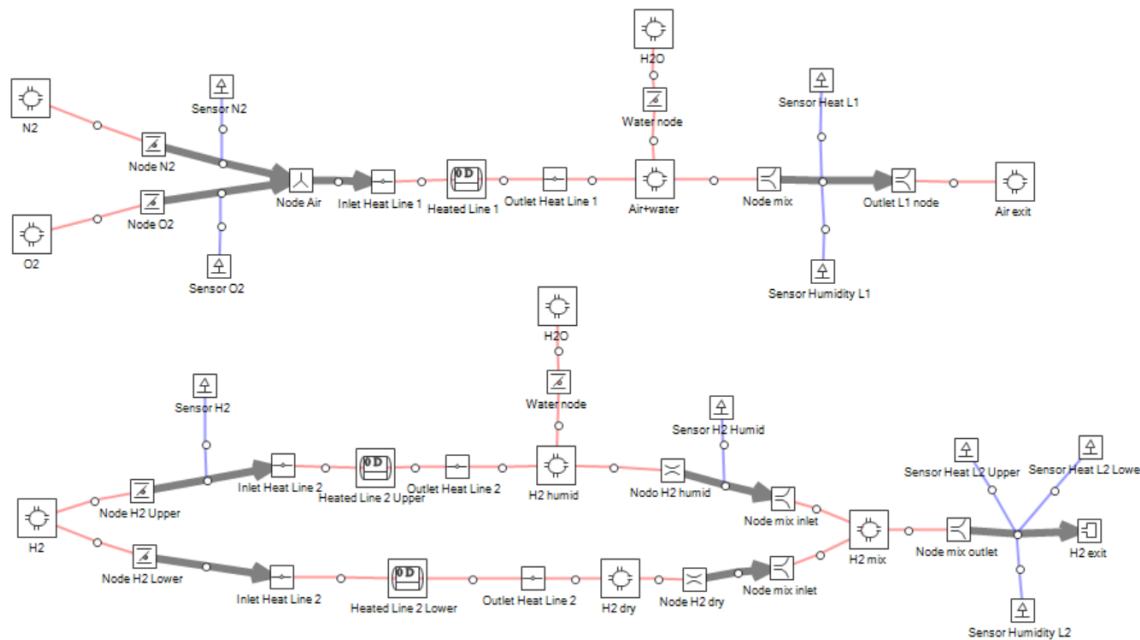 H2O
Sensor N2
Sensor Heat L1
N2
Water node
Node N2
Node Air
Inlet Heat Line 1
0 D
Heated Line 1
Outlet Heat Line 1
Air+water
Node mix
Outlet L1 node
Air exit
Node O2
O2
Sensor O2
Sensor Humidity L1
H2O
Sensor H2
Water node
Sensor H2 Humid
Sensor Heat L2 Upper
Sensor Heat L2 Lowe
Inlet Heat Line 2
0 D
Heated Line 2 Upper
Outlet Heat Line 2
H2 humid
Nodo H2 humid
Node mix inlet
Node H2 Upper
H2
Node H2 Lower
H2 mix
Node mix outlet
H2 exit
Inlet Heat Line 2
0 D
Heated Line 2 Lower
Outlet Heat Line 2
H2 dry
Node H2 dry
Node mix inlet
Sensor Humidity L2